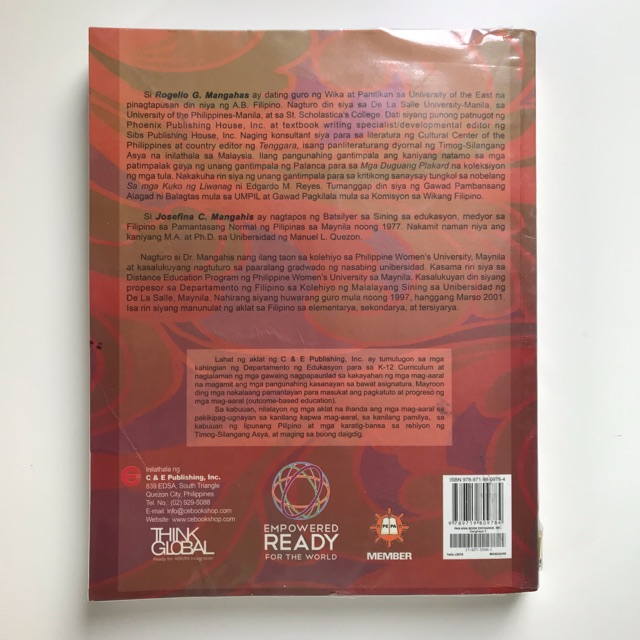 Si Rogelio G. Mangahas ay dating guro ng Wika at Panitikan sa University of the East na
pinagtapusan din niya ng A.B. Filipino. Nagturo din siya sa De La Salle University-Manila, sa
University of the Philippines-Manila, at sa St. Scholastica's College. Dati siyang punong patnugot ng
Phoenix Publishing House, Inc. at textbook writing specialist/developmental editor ng
Sibs Publishing House, Inc. Naging konsultant siya para sa literatura ng Cultural Center of the
Philippines at country editor ng Tenggara, isang panliteraturang dyornal ng Timog-Silangang
Asya na inilathala sa Malaysia. Ilang pangunahing gantimpala ang kaniyang natamo sa mga
patimpalak gaya ng unang gantimpala ng Palanca para sa Mga Duguang Plakard na koleksiyon
ng mga tula. Nakakuha rin siya ng unang gantimpala para sa kritikong sanaysay tungkol sa nobelang
Sa mga Kuko ng Liwanag ni Edgardo M. Reyes. Tumanggap din siya ng Gawad Pambansang
Alagad ni Balagtas mula sa UMPIL at Gawad Pagkilala mula sa Komisyon sa Wikang Filipino.
Si Josefina C. Mangahis ay nagtapos ng Batsilyer sa Sining sa edukasyon, medyor sa
Filipino sa Pamantasang Normal ng Pilipinas sa Maynila noong 1977. Nakamit naman niya ang
kaniyang M.A. at Ph.D. sa Unibersidad ng Manuel L. Quezon.
Nagturo si Dr. Mangahis nang ilang taon sa kolehiyo sa Philippine Women's University, Maynila
at kasalukuyang nagtuturo sa paaralang gradwado ng nasabing unibersidad. Kasama rin siya sa
Distance Education Program ng Philippine Women's University sa Maynila. Kasalukuyan din siyang
propesor sa Departamento ng Filipino sa Kolehiyo ng Malalayang Sining sa Unibersidad ng
De La Salle, Maynila. Nahirang siyang huwarang guro mula noong 1997, hanggang Marso 2001.
Isa rin siyang manunulat ng aklat sa Filipino sa elementarya, sekondarya, at tersiyarya.
Lahat ng aklat ng C & E Publishing, Inc. ay tumutugon sa mga
kahingian ng Departamento ng Edukasyon para sa K-12 Curriculum at
naglalaman ng mga gawaing nagpapaunlad sa kakayahan ng mga mag-aaral
na magamit ang mga pangunahing kasanayan sa bawat asignatura. Mayroon
ding mga nakalaang pamantayan para masukat ang pagkatuto at progreso ng
mga mag-aaral (outcome-based education).
Sa kabuuan, nilalayon ng mga aklat na ihanda ang mga mag-aaral sa
pakikipag-ugnayan sa kanilang kapwa mag-aaral, sa kanilang pamilya, sa
kabuuan ng lipunang Pilipino at mga karatig-bansa sa rehiyon ng
Timog-Silangang Asya, at maging sa buong daigdig.
Inilathala ng
C & E Publishing, Inc.
839 EDSA, South Triangle
Quezon City, Philippines
Tel. No.: (02) 929-5088
E-mail: info@cebookshop.com
Website: www.cebookshop.com
THINK
GLOBAL
Ready for ASEAN Integration
EMPOWERED
READY
FOR THE WORLD
PEPA
MEMBER
ISBN 978-971-98-0978-4
9789719809784